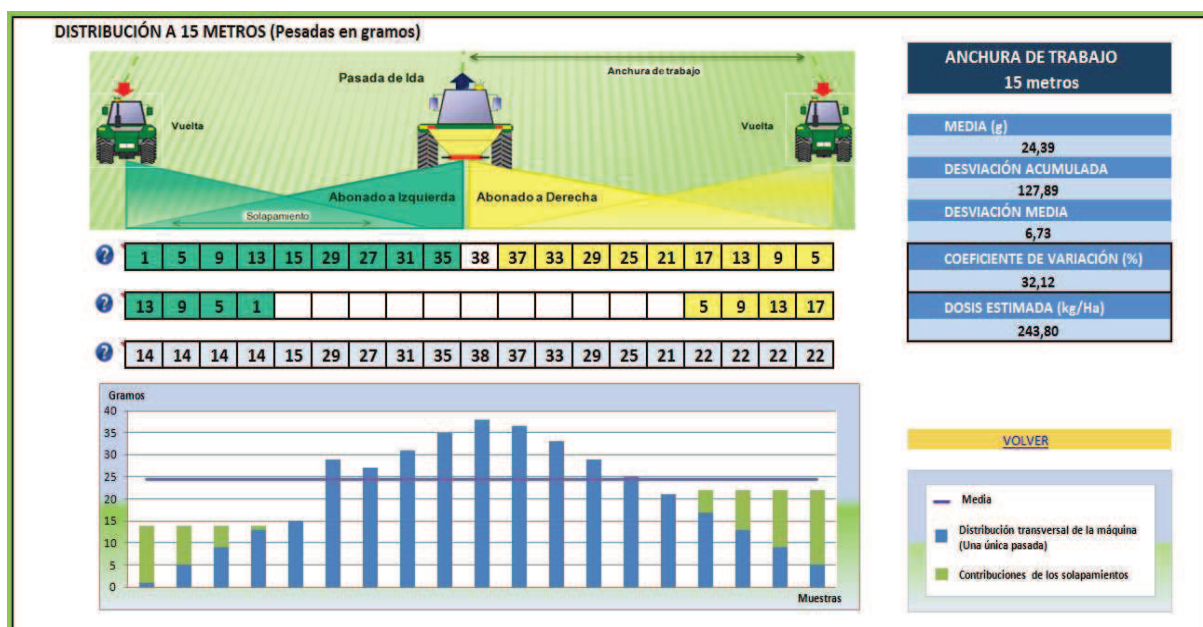 DISTRIBUCIÓN A 15 METROS (Pesadas en gramos)
Pasada de Ida
Anchura de trabajo
Vuelta
Vuelta
Abonado a Izquierda
Abonado a Derecha
Solapamiento
? 1 5 9 13 15 29 27 31 35 38 37 33 29 25 21 17 13 9 5
? 13 9 5 1 5 9 13 17
? 14 14 14 14 15 29 27 31 35 38 37 33 29 25 21 22 22 22 22
Gramos
40
35
30
25
20
15
10
5
0
Muestras
ANCHURA DE TRABAJO
15 metros
MEDIA (g)
24,39
DESVIACIÓN ACUMULADA
127,89
DESVIACIÓN MEDIA
6,73
COEFICIENTE DE VARIACIÓN (%)
32,12
DOSIS ESTIMADA (kg/Ha)
243,80
VOLVER
Media
Distribución transversal de la máquina
(Una única pasada)
Contribuciones de los solapamientos